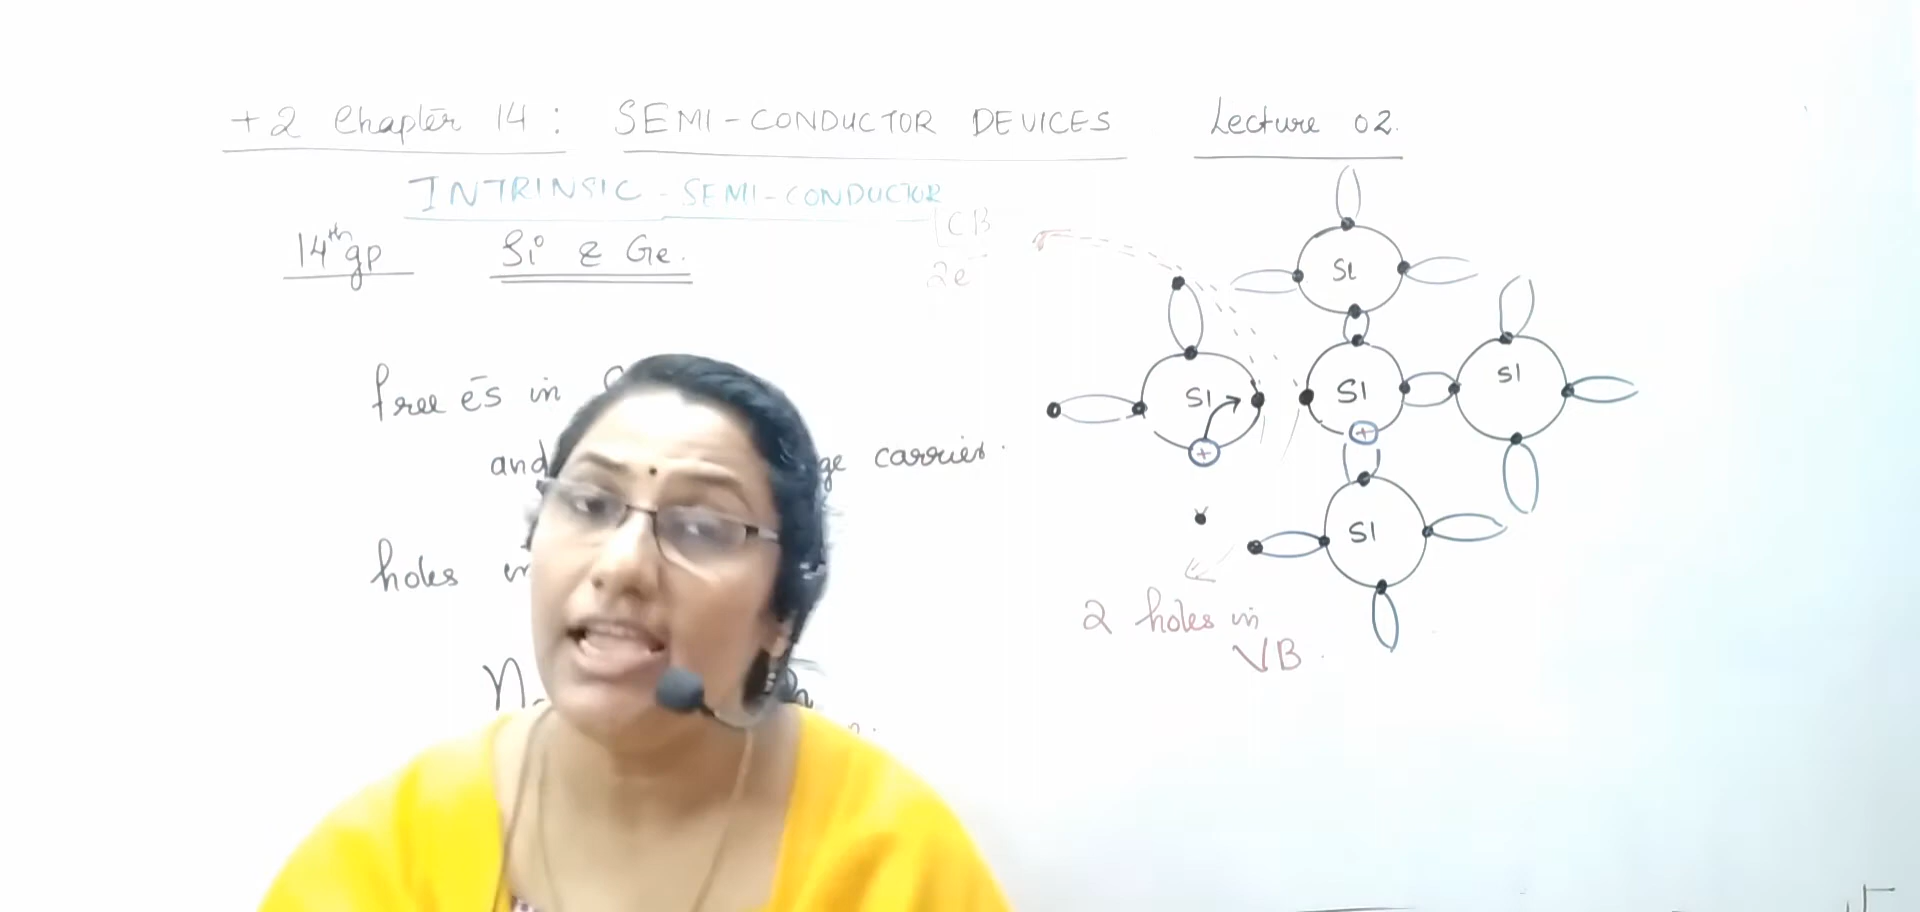 +2 Chapter 14 : SEMI-CONDUCTOR DEVICES Lecture 02.
INTRINSIC - SEMI-CONDUCTOR
14th gp Si & Ge.
CB
2e-
free es in
and carrier.
holes
2 holes in
VB.
SI
SI
SI
SI
SI
+
+